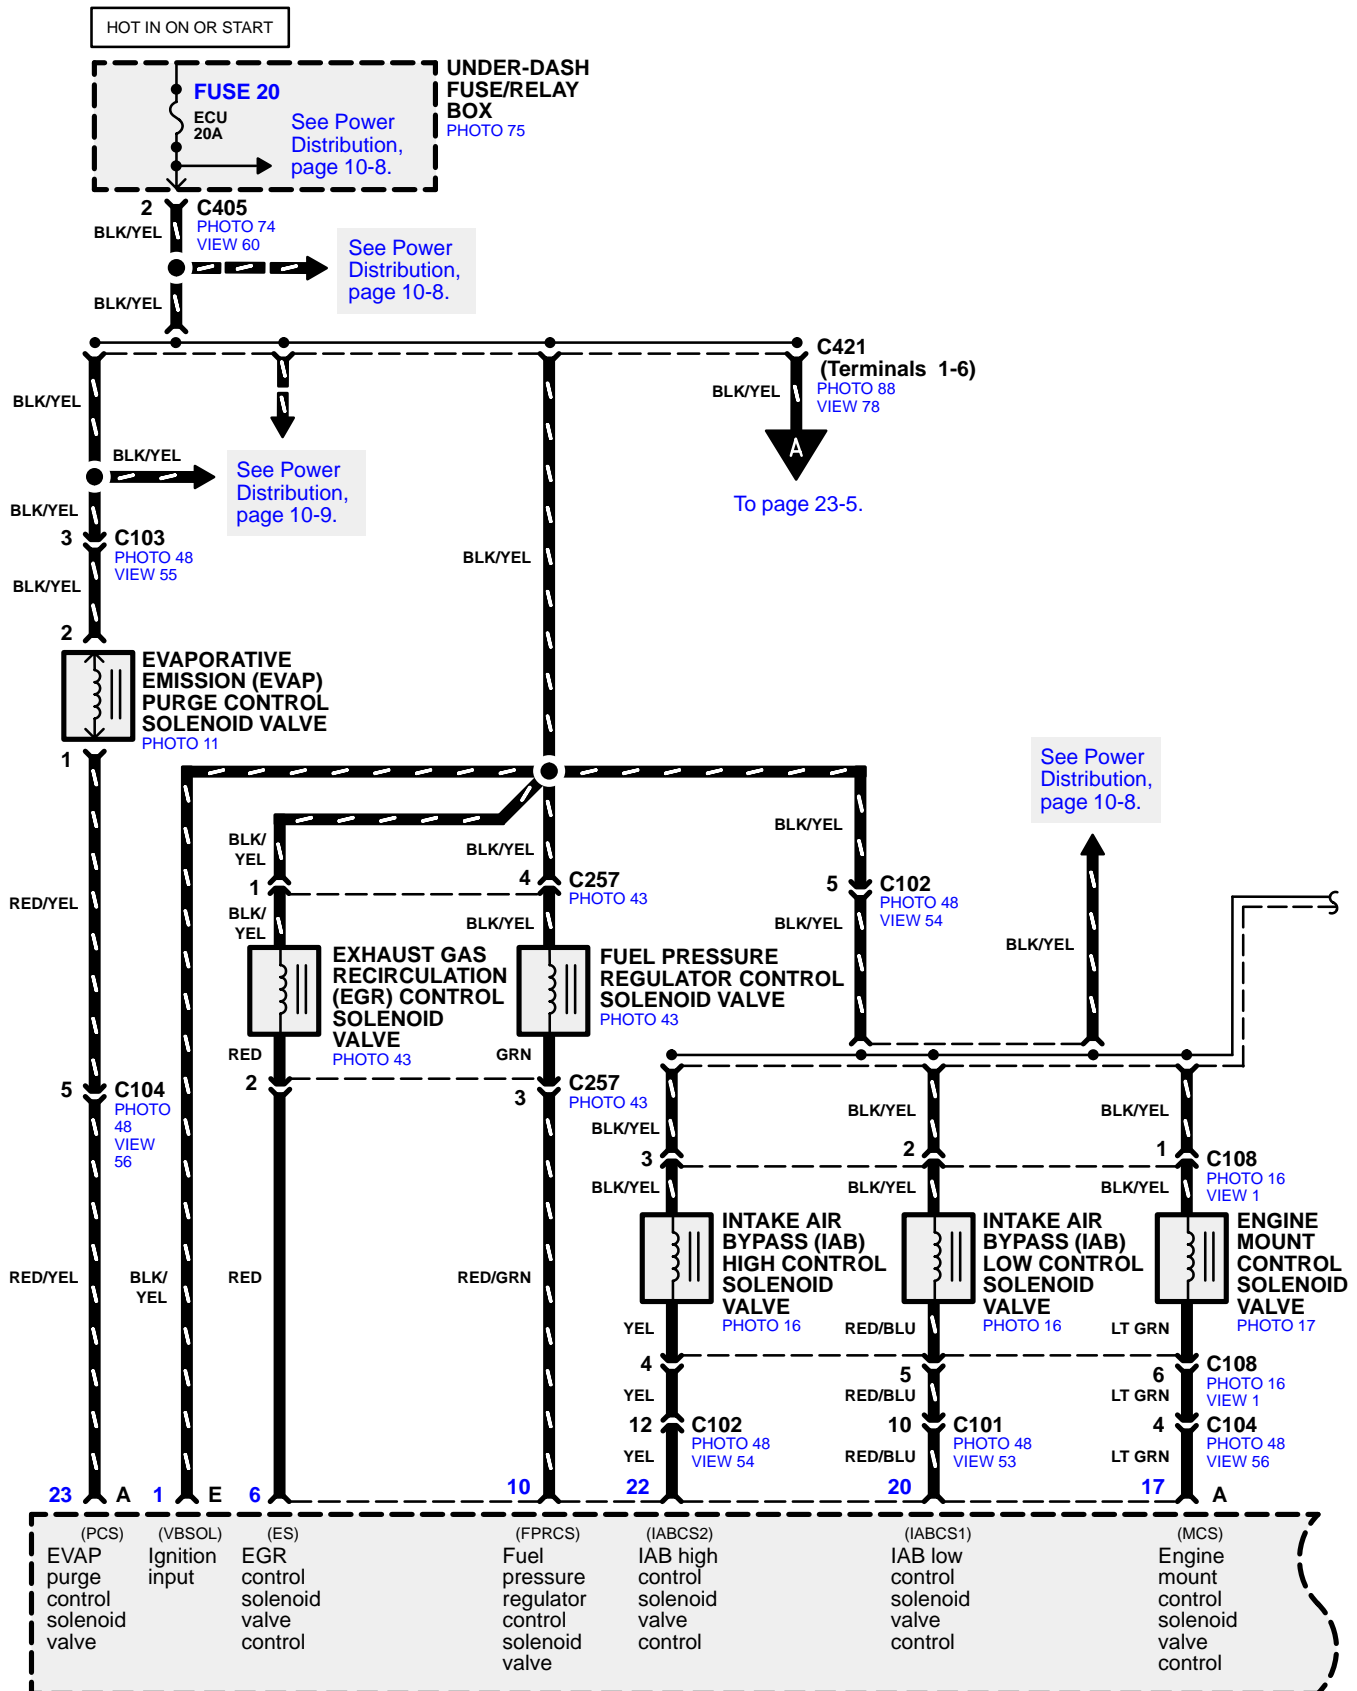 HOT IN ON OR START
UNDER-DASH
FUSE/RELAY
BOX
PHOTO 75
FUSE 20
ECU
20A
See Power
Distribution,
page 10-8.
2
C405
PHOTO 74
VIEW 60
BLK/YEL
See Power
Distribution,
page 10-8.
BLK/YEL
C421
(Terminals 1-6)
PHOTO 88
VIEW 78
BLK/YEL
BLK/YEL
A
To page 23-5.
BLK/YEL
See Power
Distribution,
page 10-9.
BLK/YEL
3
C103
PHOTO 48
VIEW 55
BLK/YEL
BLK/YEL
2
EVAPORATIVE
EMISSION (EVAP)
PURGE CONTROL
SOLENOID VALVE
PHOTO 11
1
See Power
Distribution,
page 10-8.
BLK/
YEL
BLK/YEL
BLK/YEL
1
4
C257
PHOTO 43
5
C102
PHOTO 48
VIEW 54
RED/YEL
BLK/
YEL
BLK/YEL
BLK/YEL
BLK/YEL
EXHAUST GAS
RECIRCULATION
(EGR) CONTROL
SOLENOID
VALVE
PHOTO 43
FUEL PRESSURE
REGULATOR CONTROL
SOLENOID VALVE
PHOTO 43
RED
GRN
2
3
C257
PHOTO 43
5
C104
PHOTO
48
VIEW
56
BLK/YEL
BLK/YEL
BLK/YEL
3
2
1
C108
PHOTO 16
VIEW 1
BLK/YEL
BLK/YEL
BLK/YEL
INTAKE AIR
BYPASS (IAB)
HIGH CONTROL
SOLENOID
VALVE
PHOTO 16
INTAKE AIR
BYPASS (IAB)
LOW CONTROL
SOLENOID
VALVE
PHOTO 16
ENGINE
MOUNT
CONTROL
SOLENOID
VALVE
PHOTO 17
RED/YEL
BLK/
YEL
RED
RED/GRN
YEL
RED/BLU
LT GRN
4
5
6
C108
PHOTO 16
VIEW 1
YEL
RED/BLU
LT GRN
12
C102
PHOTO 48
VIEW 54
10
C101
PHOTO 48
VIEW 53
4
C104
PHOTO 48
VIEW 56
YEL
RED/BLU
LT GRN
23
A
1
E
6
10
22
20
17
A
(PCS)
EVAP
purge
control
solenoid
valve
(VBSOL)
Ignition
input
(ES)
EGR
control
solenoid
valve
control
(FPRCS)
Fuel
pressure
regulator
control
solenoid
valve
(IABCS2)
IAB high
control
solenoid
valve
control
(IABCS1)
IAB low
control
solenoid
valve
control
(MCS)
Engine
mount
control
solenoid
valve
control